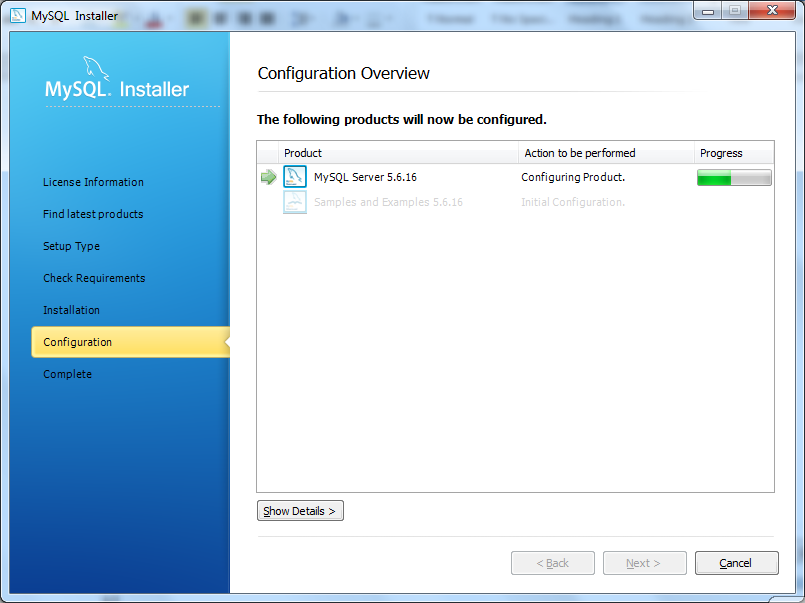 MySQL Installer
MySQL. Installer
License Information
Find latest products
Setup Type
Check Requirements
Installation
Configuration
Complete
Configuration Overview
The following products will now be configured.
Product Action to be performed Progress
MySQL Server 5.6.16 Configuring Product.
Samples and Examples 5.6.16 Initial Configuration.
Show Details >
< Back Next > Cancel